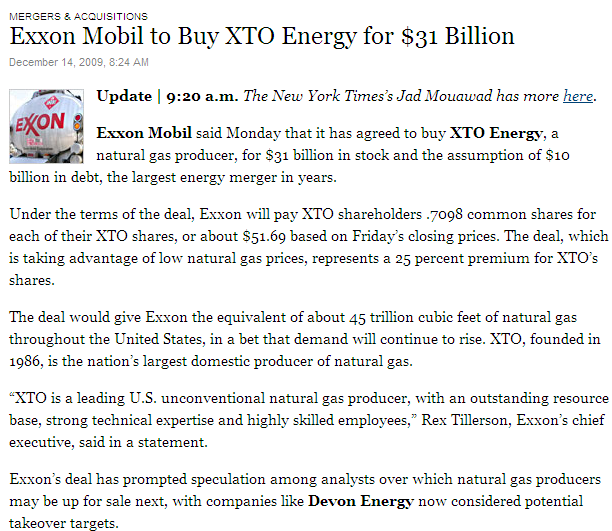 MERGERS & ACQUISITIONS
Exxon Mobil to Buy XTO Energy for $31 Billion
December 14, 2009, 8:24 AM
EXXON
Update | 9:20 a.m. The New York Times's Jad Mouawad has more here.
Exxon Mobil said Monday that it has agreed to buy XTO Energy, a
natural gas producer, for $31 billion in stock and the assumption of $10
billion in debt, the largest energy merger in years.
Under the terms of the deal, Exxon will pay XTO shareholders .7098 common shares for
each of their XTO shares, or about $51.69 based on Friday's closing prices. The deal, which
is taking advantage of low natural gas prices, represents a 25 percent premium for XTO's
shares.
The deal would give Exxon the equivalent of about 45 trillion cubic feet of natural gas
throughout the United States, in a bet that demand will continue to rise. XTO, founded in
1986, is the nation's largest domestic producer of natural gas.
“XTO is a leading U.S. unconventional natural gas producer, with an outstanding resource
base, strong technical expertise and highly skilled employees,” Rex Tillerson, Exxon's chief
executive, said in a statement.
Exxon's deal has prompted speculation among analysts over which natural gas producers
may be up for sale next, with companies like Devon Energy now considered potential
takeover targets.